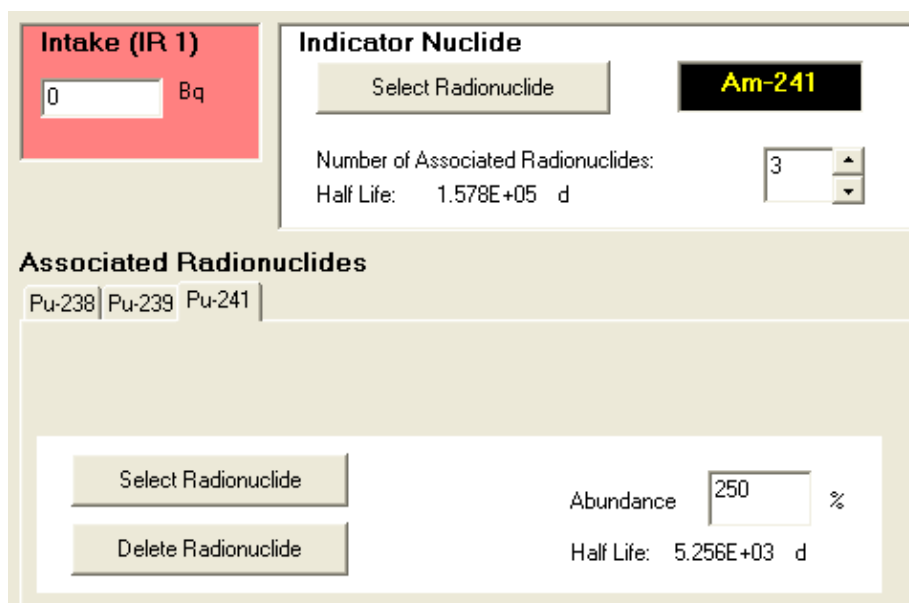 Intake (IR 1)
0 Bq
Indicator Nuclide
Select Radionuclide Am-241
Number of Associated Radionuclides: 3
Half Life: 1.578E+05 d
Associated Radionuclides
Pu-238 Pu-239 Pu-241
Select Radionuclide
Abundance 250 %
Delete Radionuclide
Half Life: 5.256E+03 d